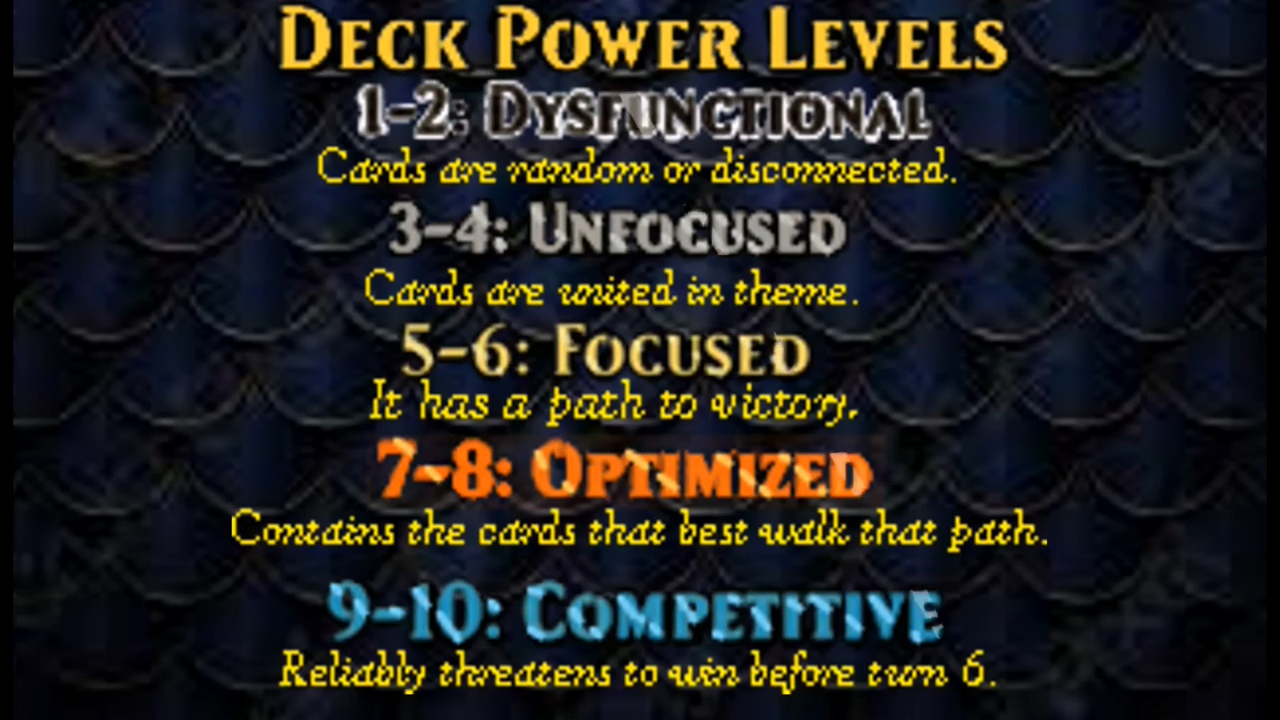 DECK POWER LEVELS
1-2: DYSFUNCTIONAL
Cards are random or disconnected.
3-4: UNFOCUSED
Cards are united in theme.
5-6: FOCUSED
It has a path to victory.
7-8: OPTIMIZED
Contains the cards that best walk that path.
9-10: COMPETITIVE
Reliably threatens to win before turn 6.